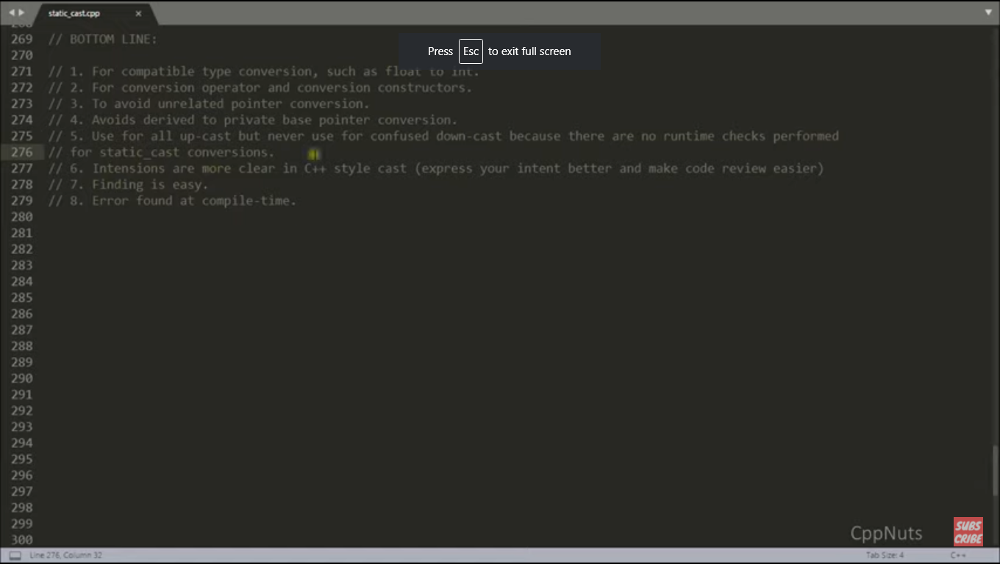 static_cast.cpp ×
268
269 // BOTTOM LINE:
Press Esc to exit full screen
270
271 // 1. For compatible type conversion, such as float to int.
272 // 2. For conversion operator and conversion constructors.
273 // 3. To avoid unrelated pointer conversion.
274 // 4. Avoids derived to private base pointer conversion.
275 // 5. Use for all up-cast but never use for confused down-cast because there are no runtime checks performed
276 // for static_cast conversions.
277 // 6. Intensions are more clear in C++ style cast (express your intent better and make code review easier)
278 // 7. Finding is easy.
279 // 8. Error found at compile-time.
280
281
282
283
284
285
286
287
288
289
290
291
292
293
294
295
296
297
298
299
300
CppNuts
SUBS
CRIBE
Line 276, Column 32
Tab Size: 4
C++